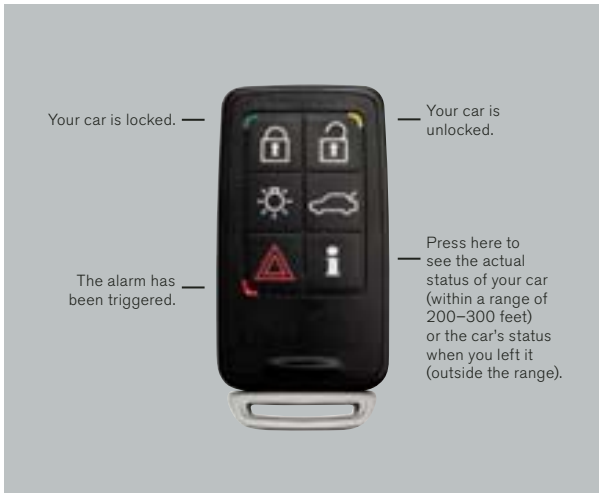 Your car is locked.
Your car is
unlocked.
The alarm has
been triggered.
Press here to
see the actual
status of your car
(within a range of
200–300 feet)
or the car's status
when you left it
(outside the range).